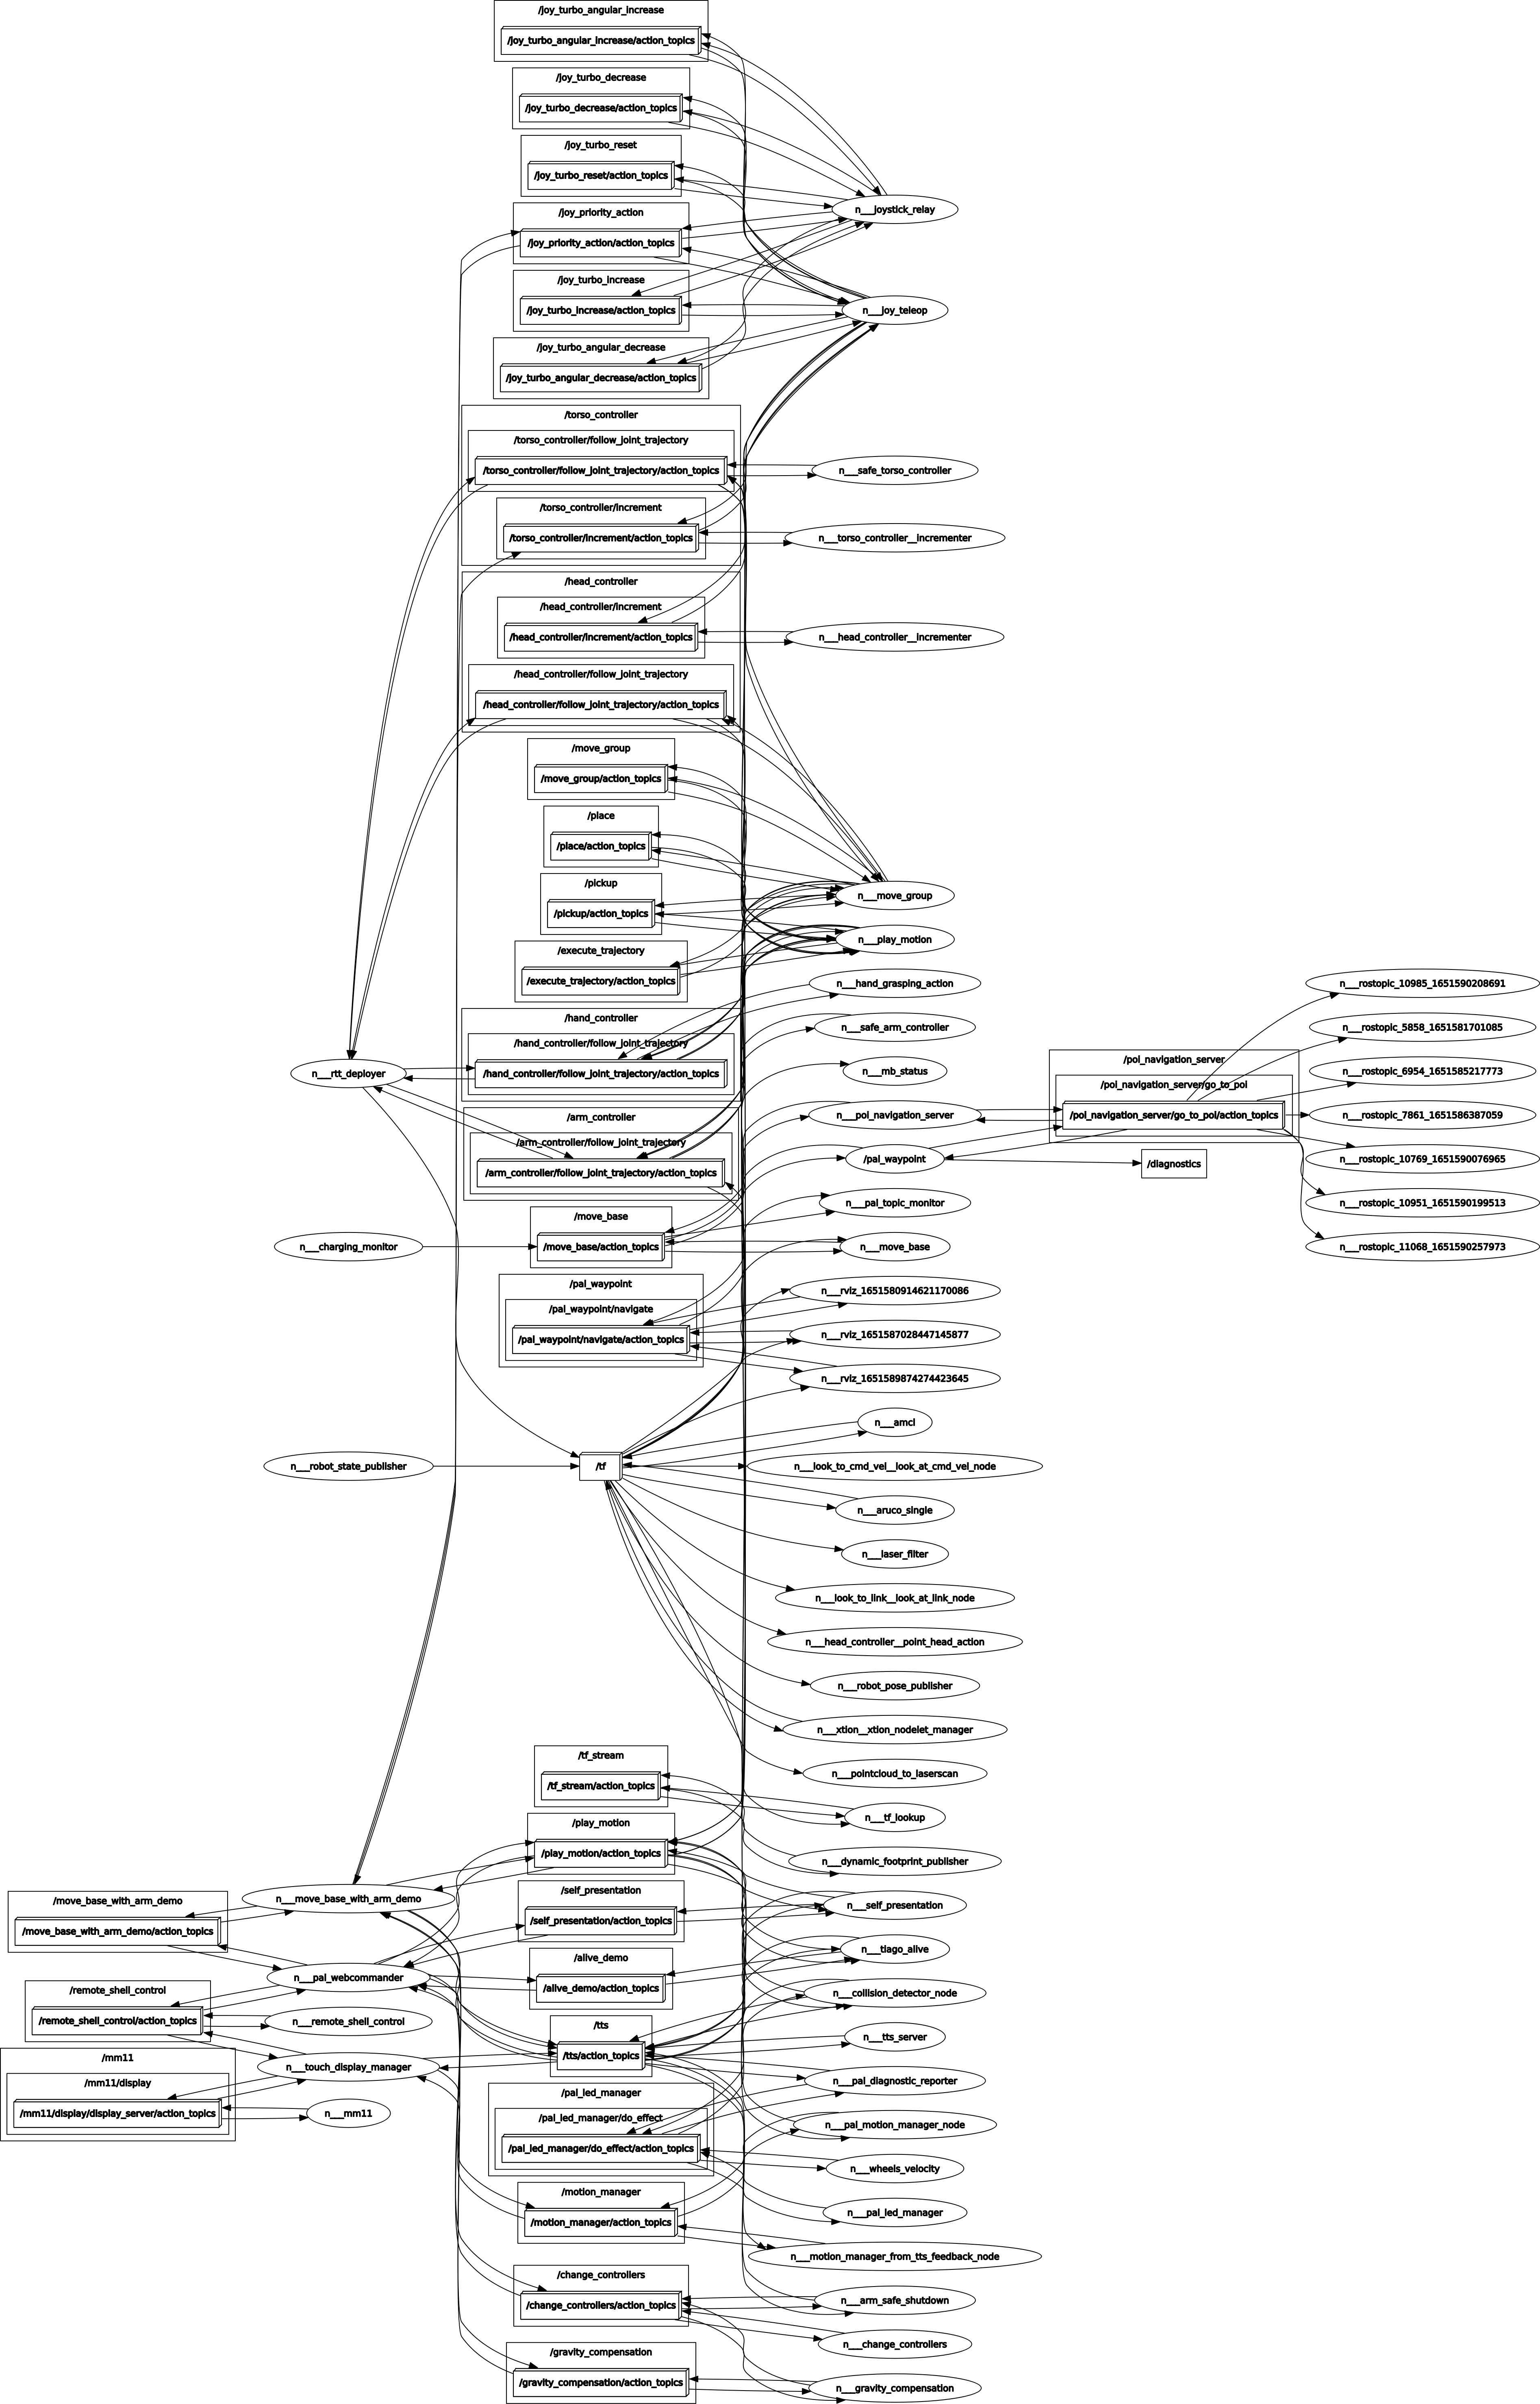 /joy_turbo_angular_increase
/joy_turbo_angular_increase/action_topics
/joy_turbo_decrease
/joy_turbo_decrease/action_topics
/joy_turbo_reset
/joy_turbo_reset/action_topics
n___joystick_relay
/joy_priority_action
/joy_priority_action/action_topics
/joy_turbo_increase
/joy_turbo_increase/action_topics
n___joy_teleop
/joy_turbo_angular_decrease
/joy_turbo_angular_decrease/action_topics
/torso_controller
/torso_controller/follow_joint_trajectory
/torso_controller/follow_joint_trajectory/action_topics
n___safe_torso_controller
/torso_controller/increment
/torso_controller/increment/action_topics
n___torso_controller__incrementer
/head_controller
/head_controller/increment
/head_controller/increment/action_topics
n___head_controller__incrementer
/head_controller/follow_joint_trajectory
/head_controller/follow_joint_trajectory/action_topics
/move_group
/move_group/action_topics
/place
/place/action_topics
/pickup
/pickup/action_topics
n___move_group
n___play_motion
/execute_trajectory
/execute_trajectory/action_topics
n___hand_grasping_action
n___rostopic_10985_1651590208691
/hand_controller
n___safe_arm_controller
n___rostopic_5858_1651581701085
/hand_controller/follow_joint_trajectory
/hand_controller/follow_joint_trajectory/action_topics
n___rtt_deployer
n___mb_status
/poi_navigation_server
n___rostopic_6954_1651585217773
/poi_navigation_server/go_to_poi
/poi_navigation_server/go_to_poi/action_topics
n___poi_navigation_server
n___rostopic_7861_1651586387059
/arm_controller
/arm_controller/follow_joint_trajectory
/arm_controller/follow_joint_trajectory/action_topics
/pal_waypoint
/diagnostics
n___rostopic_10769_1651590076965
n___pal_topic_monitor
n___rostopic_10951_1651590199513
/move_base
/move_base/action_topics
n___charging_monitor
n___move_base
n___rostopic_11068_1651590257973
/pal_waypoint
/pal_waypoint/navigate
/pal_waypoint/navigate/action_topics
n___rviz_1651580914621170086
n___rviz_1651587028447145877
n___rviz_1651589874274423645
n___amcl
n___robot_state_publisher
/tf
n___look_to_cmd_vel__look_at_cmd_vel_node
n___aruco_single
n___laser_filter
n___look_to_link__look_at_link_node
n___head_controller__point_head_action
n___robot_pose_publisher
n___xtion__xtion_nodelet_manager
/tf_stream
/tf_stream/action_topics
n___pointcloud_to_laserscan
n___tf_lookup
/play_motion
/play_motion/action_topics
n___dynamic_footprint_publisher
/move_base_with_arm_demo
/move_base_with_arm_demo/action_topics
n___move_base_with_arm_demo
/self_presentation
/self_presentation/action_topics
n___self_presentation
n___pal_webcommander
/alive_demo
/alive_demo/action_topics
n___tiago_alive
/remote_shell_control
/remote_shell_control/action_topics
n___remote_shell_control
n___collision_detector_node
/tts
/tts/action_topics
n___tts_server
/mm11
/mm11/display
/mm11/display/display_server/action_topics
n___touch_display_manager
n___mm11
n___pal_diagnostic_reporter
/pal_led_manager
/pal_led_manager/do_effect
/pal_led_manager/do_effect/action_topics
n___pal_motion_manager_node
n___wheels_velocity
/motion_manager
/motion_manager/action_topics
n___pal_led_manager
n___motion_manager_from_tts_feedback_node
/change_controllers
/change_controllers/action_topics
n___arm_safe_shutdown
n___change_controllers
/gravity_compensation
/gravity_compensation/action_topics
n___gravity_compensation